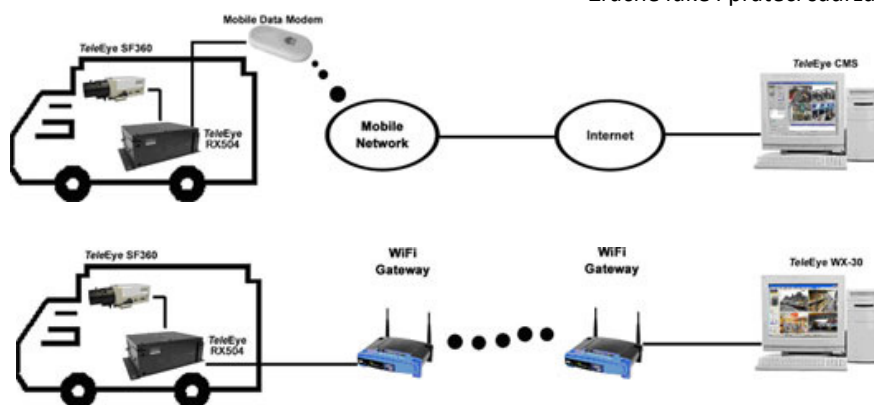 Mobile Data Modem
TeleEye SF360
TeleEye
RX504
Mobile
Network
Internet
TeleEye CMS
TeleEye SF360
TeleEye
RX504
WiFi
Gateway
WiFi
Gateway
TeleEye WX-30